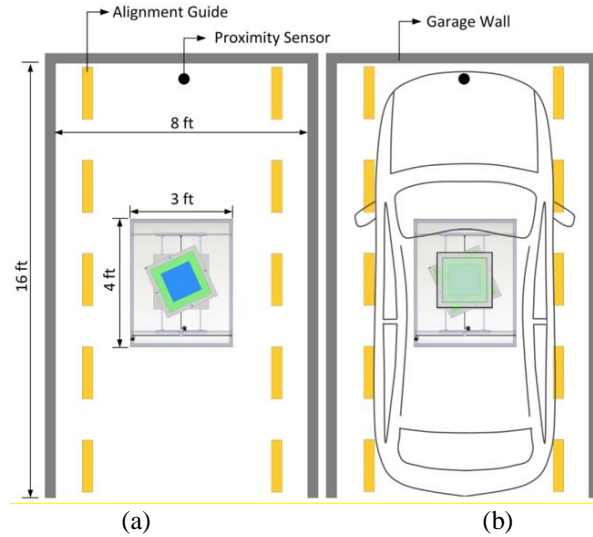 Alignment Guide
Proximity Sensor
Garage Wall
8 ft
3 ft
4 ft
16 ft
(a)
(b)